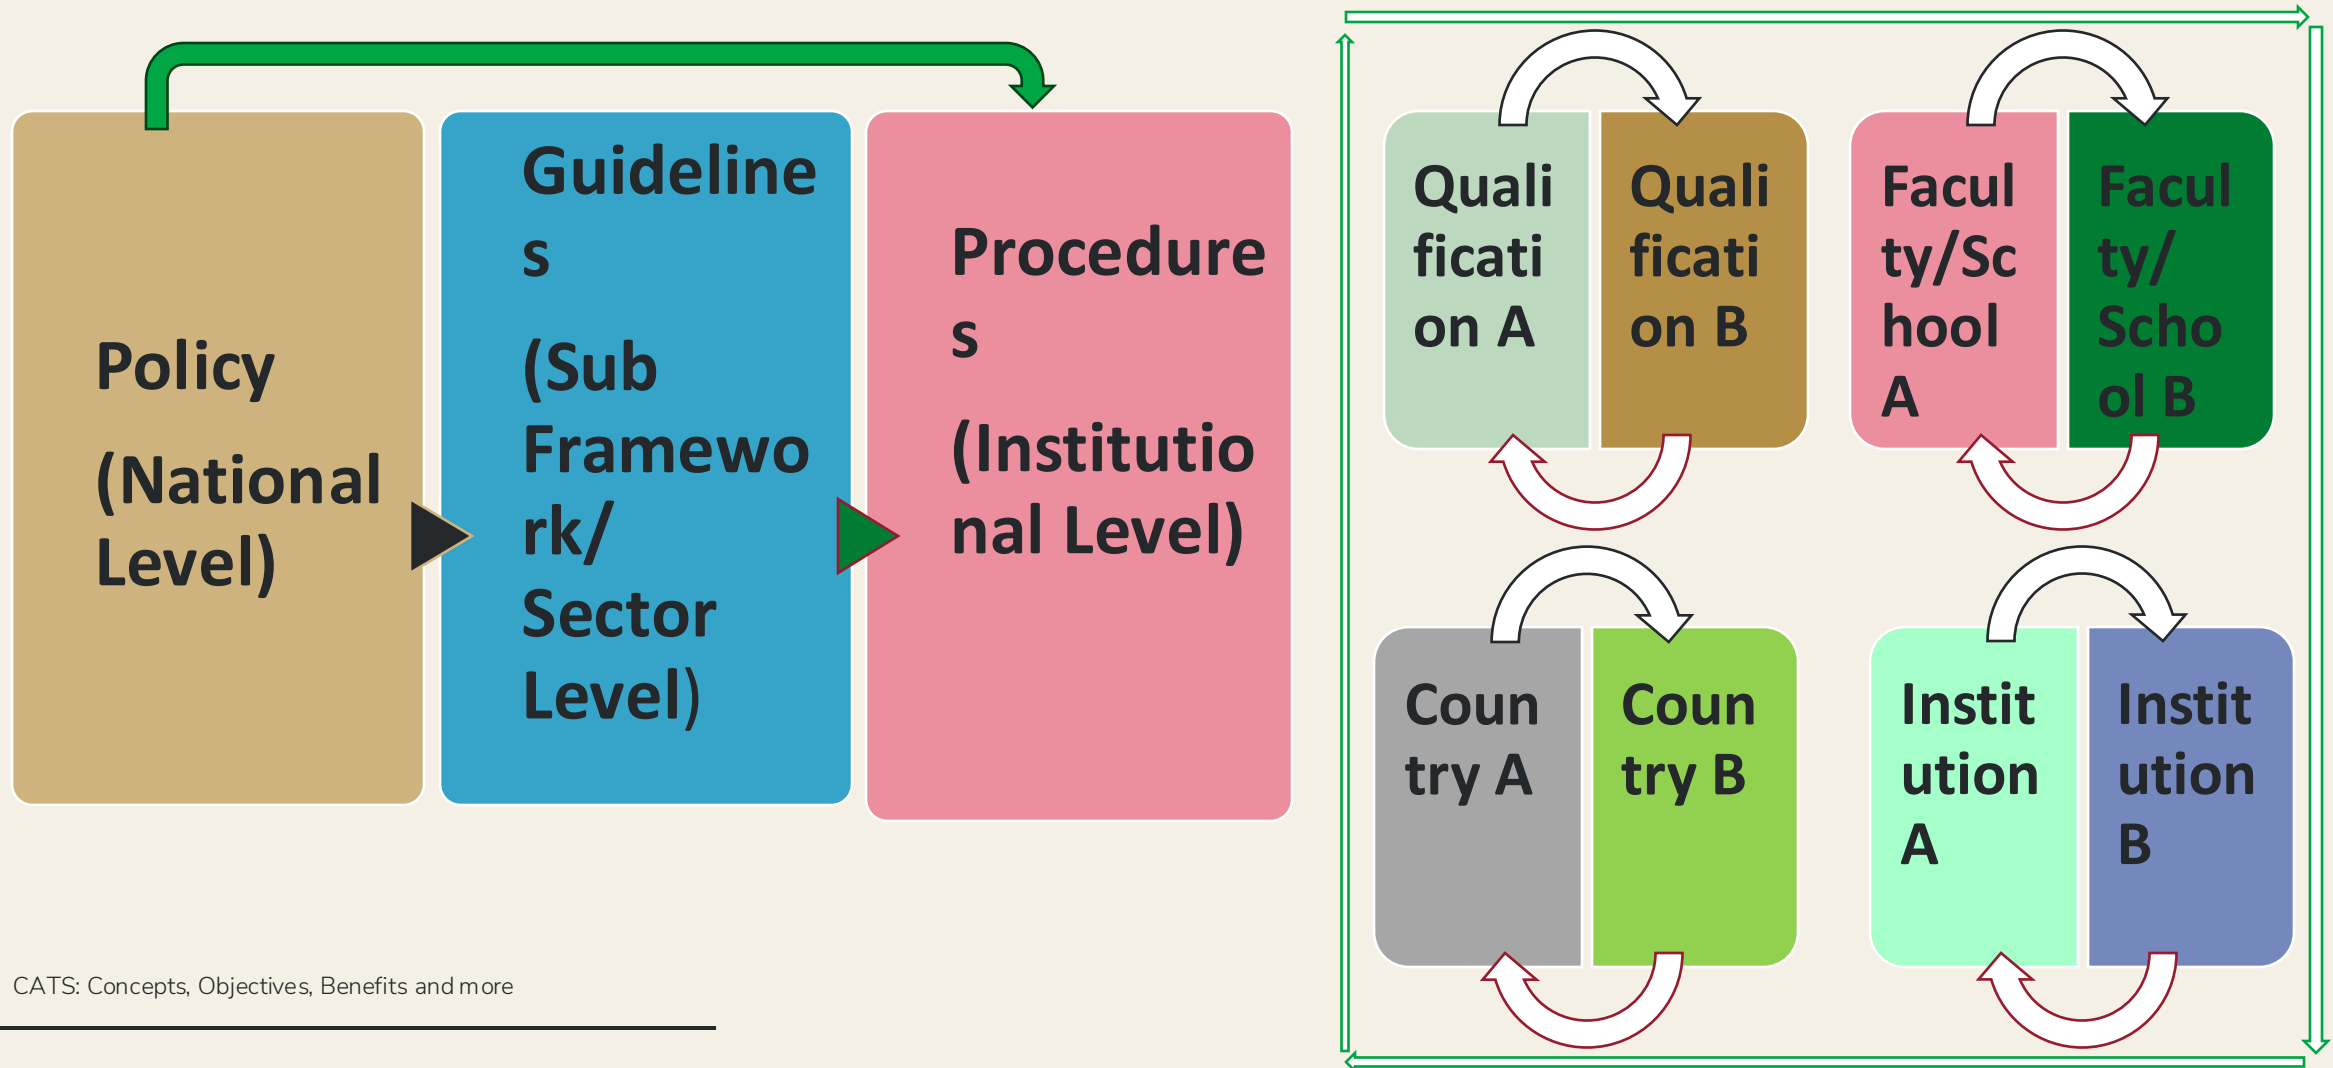 Policy
(National
Level)
Guideline
s
(Sub
Framewo
rk/
Sector
Level)
Procedure
s
(Institutio
nal Level)
Quali
ficati
on A
Quali
ficati
on B
Facul
ty/Sc
hool
A
Facul
ty/
Scho
ol B
Coun
try A
Coun
try B
Instit
ution
A
Instit
ution
B
CATS: Concepts, Objectives, Benefits and more